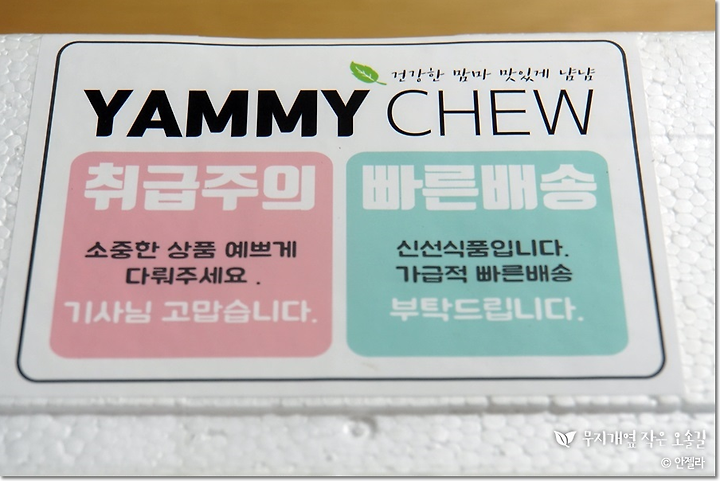 건강한 맘마 맛있게 냠냠
YAMMY CHEW
취급주의
소중한 상품 예쁘게
다뤄주세요 .
기사님 고맙습니다.
빠른배송
신선식품입니다.
가급적 빠른배송
부탁드립니다.
무지개옆 작은 오솔길
© 안젤라